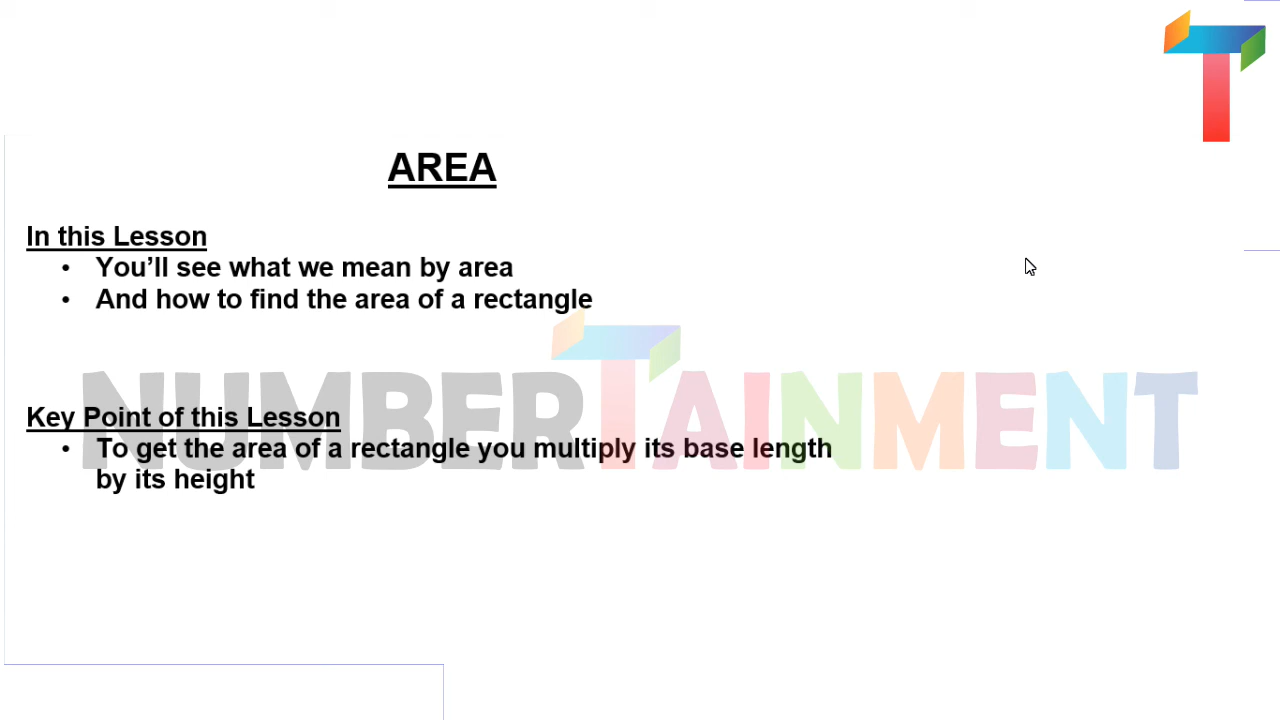 AREA
In this Lesson
• You’ll see what we mean by area
• And how to find the area of a rectangle
NUMBERTAINMENT
Key Point of this Lesson
• To get the area of a rectangle you multiply its base length
by its height